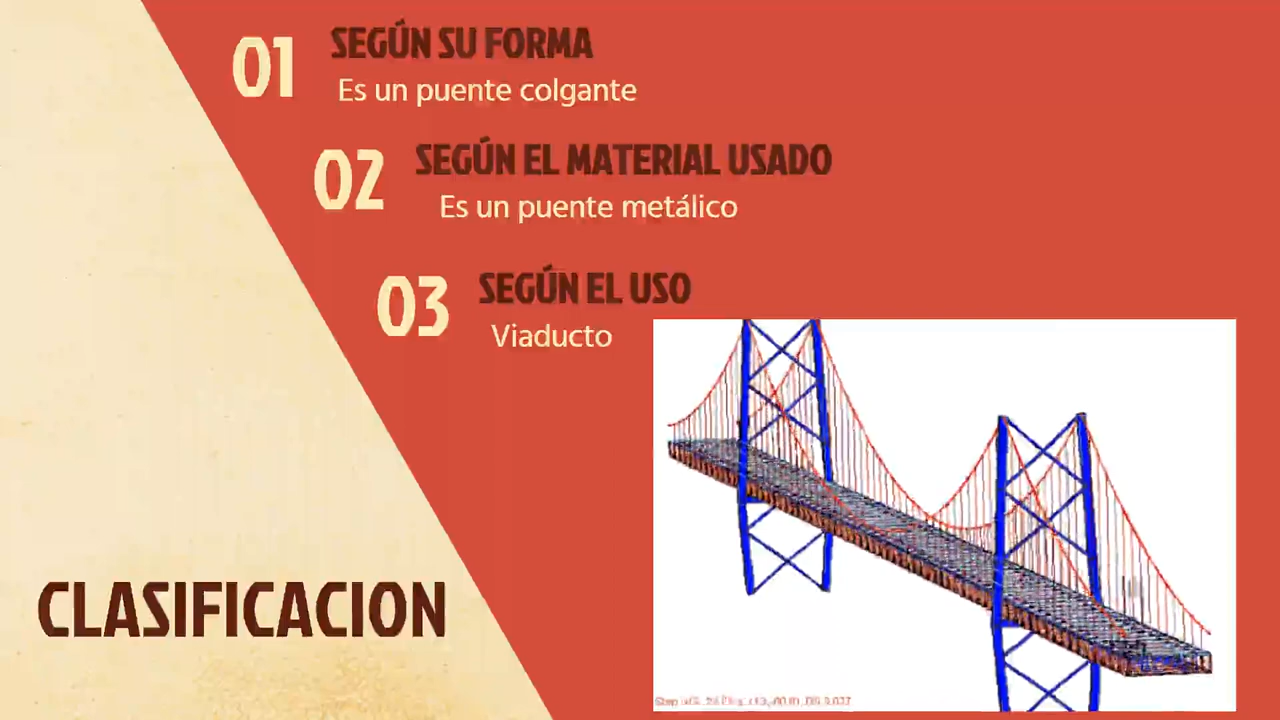 01 SEGÚN SU FORMA
Es un puente colgante
02 SEGÚN EL MATERIAL USADO
Es un puente metálico
03 SEGÚN EL USO
Viaducto
CLASIFICACION